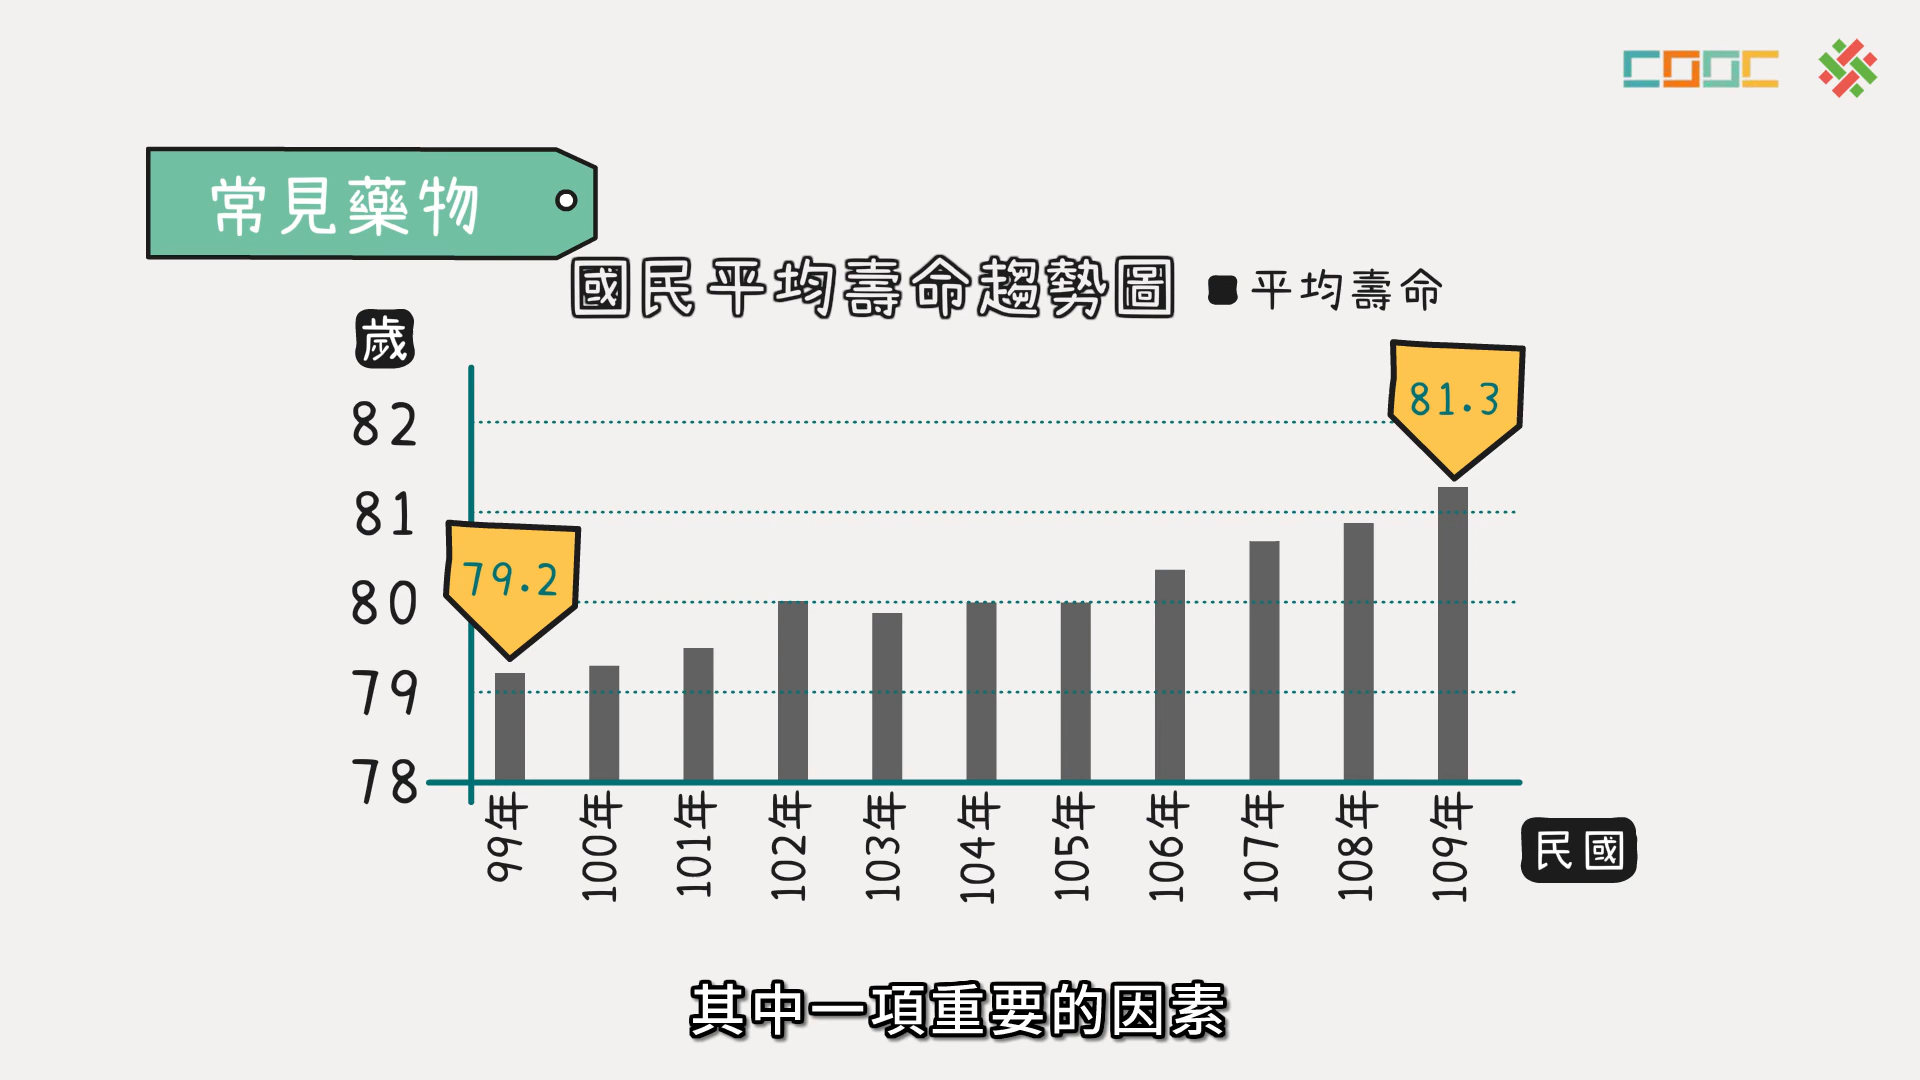 COOC
常見藥物
國民平均壽命趨勢圖
平均壽命
歲
82
81
80
79
78
79.2
81.3
99年
100年
101年
102年
103年
104年
105年
106年
107年
108年
109年
民國
其中一項重要的因素